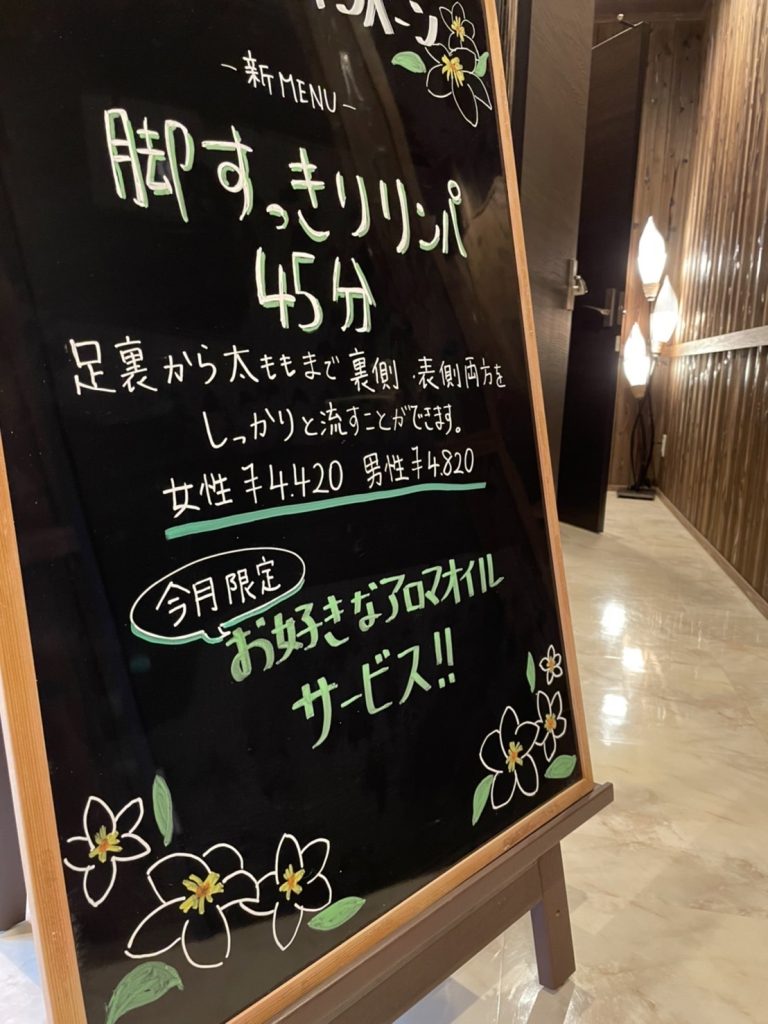 -新MENU-
脚すっきりリンパ
45分
足裏から太ももまで裏側・表側両方を
しっかりと流すことができます。
女性¥4.420 男性¥4.820
今月限定
お好きなアロマオイル
サービス!!